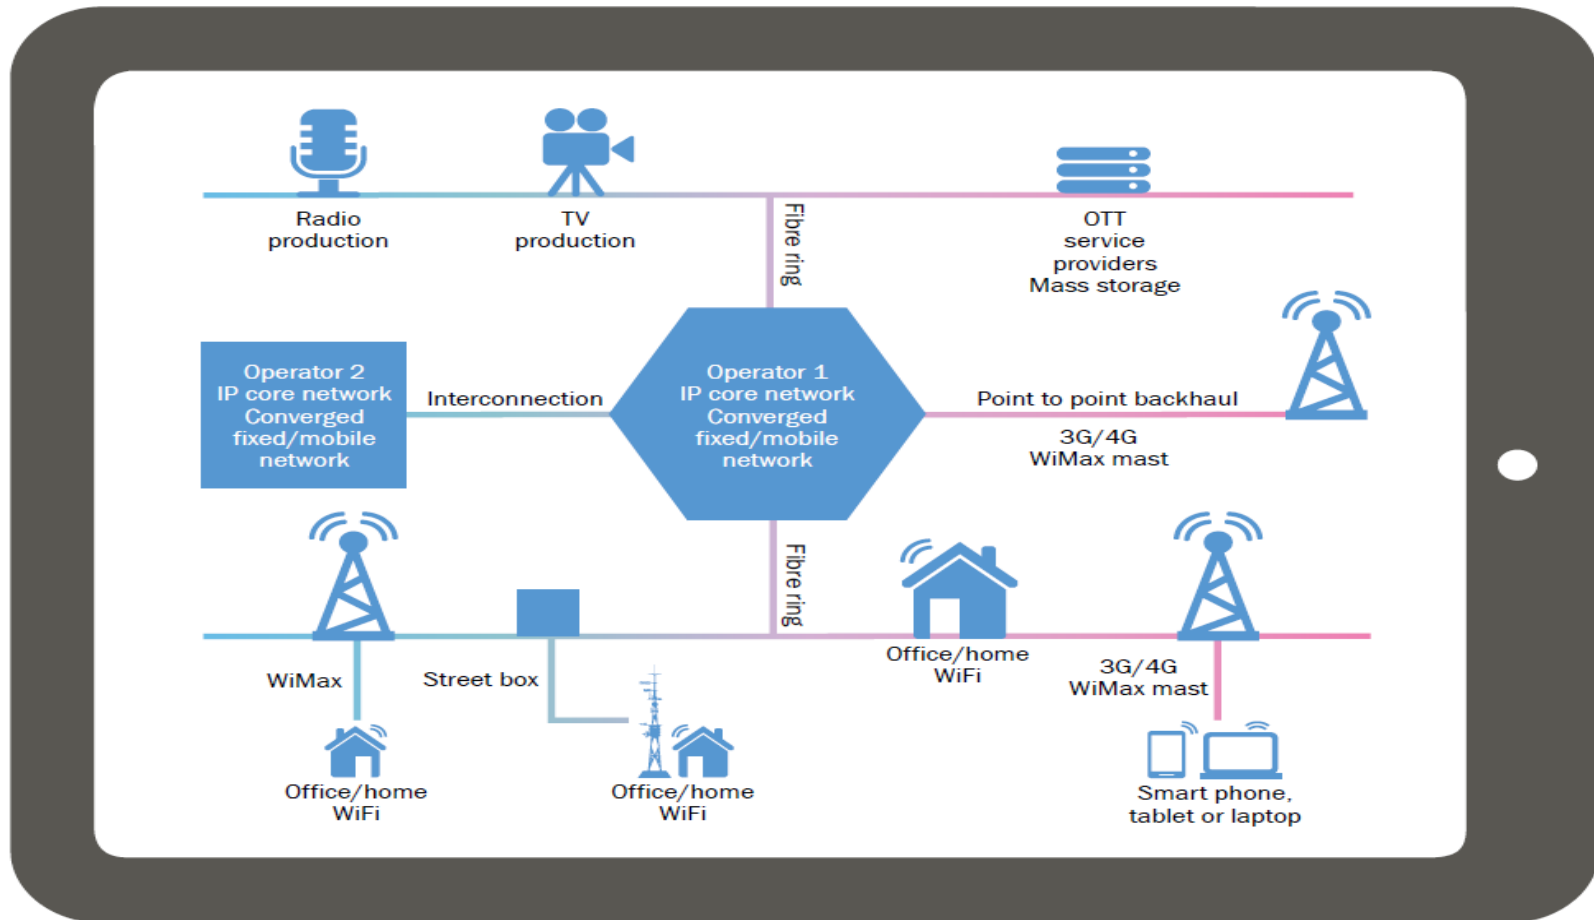 Radio
production
TV
production
Fibre ring
OTT
service
providers
Mass storage
Operator 2
IP core network
Converged
fixed/mobile
network
Interconnection
Operator 1
IP core network
Converged
fixed/mobile
network
Point to point backhaul
3G/4G
WiMax mast
Fibre ring
WiMax
Street box
Office/home
WiFi
3G/4G
WiMax mast
Office/home
WiFi
Office/home
WiFi
Smart phone,
tablet or laptop